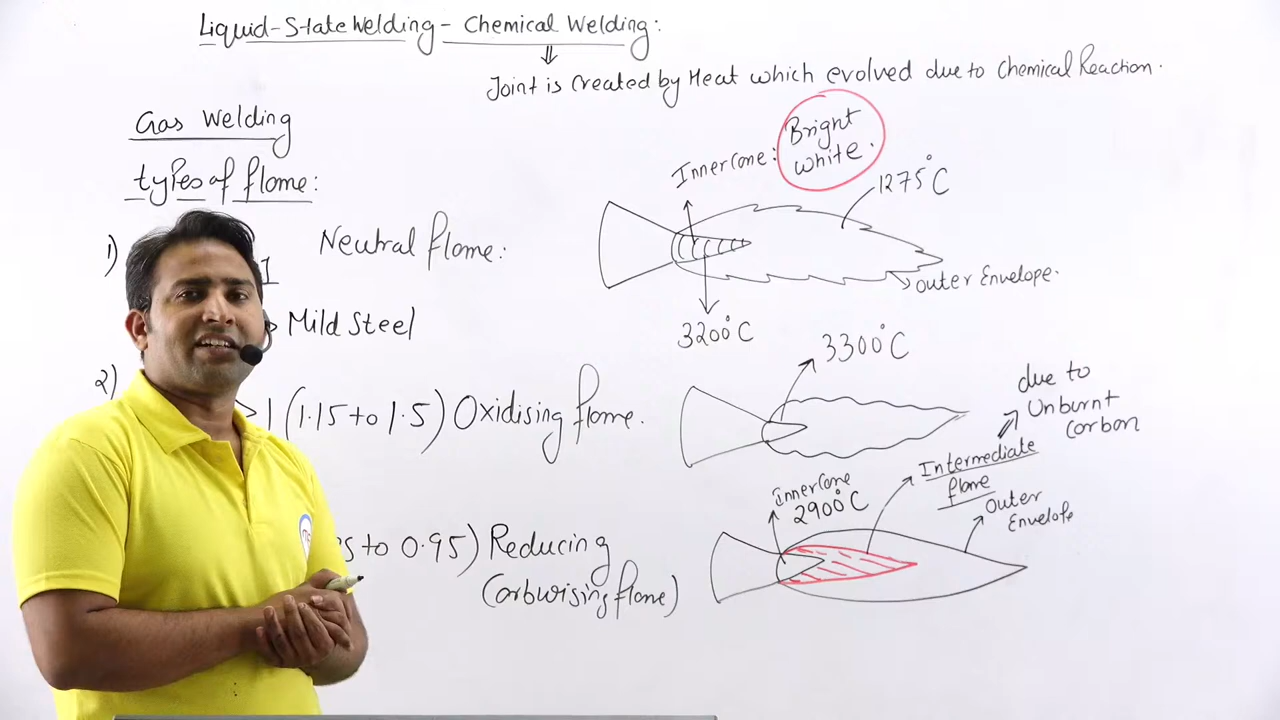 Liquid-State Welding - Chemical Welding:
Joint is created by Heat which evolved due to Chemical Reaction.
Gas Welding
types of flame:
Inner Cone: Bright white.
1275°C
1)
Neutral flame:
1
outer Envelope.
Mild Steel
3200°C
3300°C
2)
>1 (1.15 to 1.5) Oxidising flame.
due to
Unburnt
Carbon
Intermediate
flame
Inner Cone
2900°C
Outer
Envelope
to 0.95) Reducing
(Carburising flame)